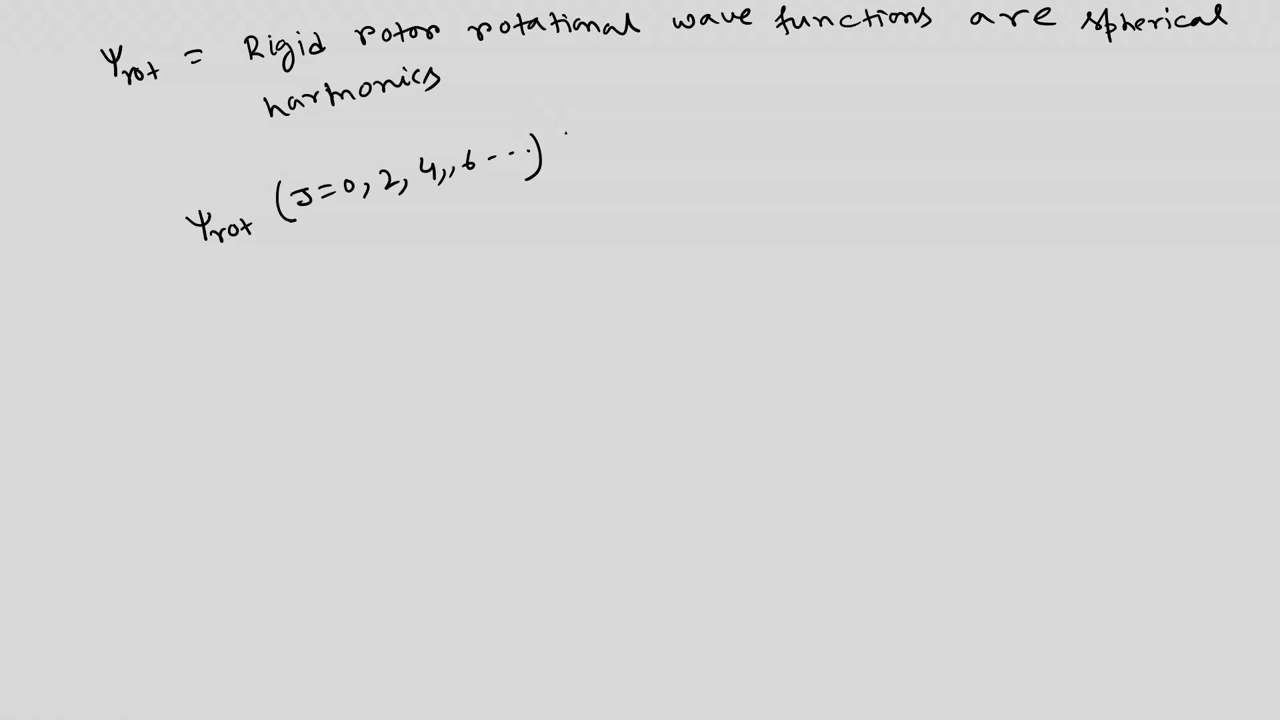 Ψrot = Rigid rotor rotational wave functions are spherical
harmonics
Ψrot (J=0, 2, 4,, 6 ---)